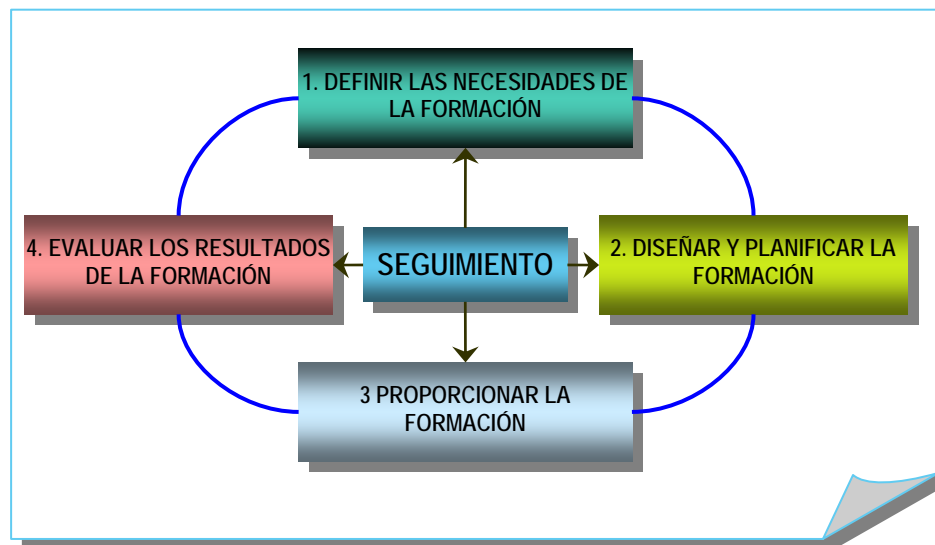 1. DEFINIR LAS NECESIDADES DE
LA FORMACIÓN
4. EVALUAR LOS RESULTADOS
DE LA FORMACIÓN
SEGUIMIENTO
2. DISEÑAR Y PLANIFICAR LA
FORMACIÓN
3 PROPORCIONAR LA
FORMACIÓN